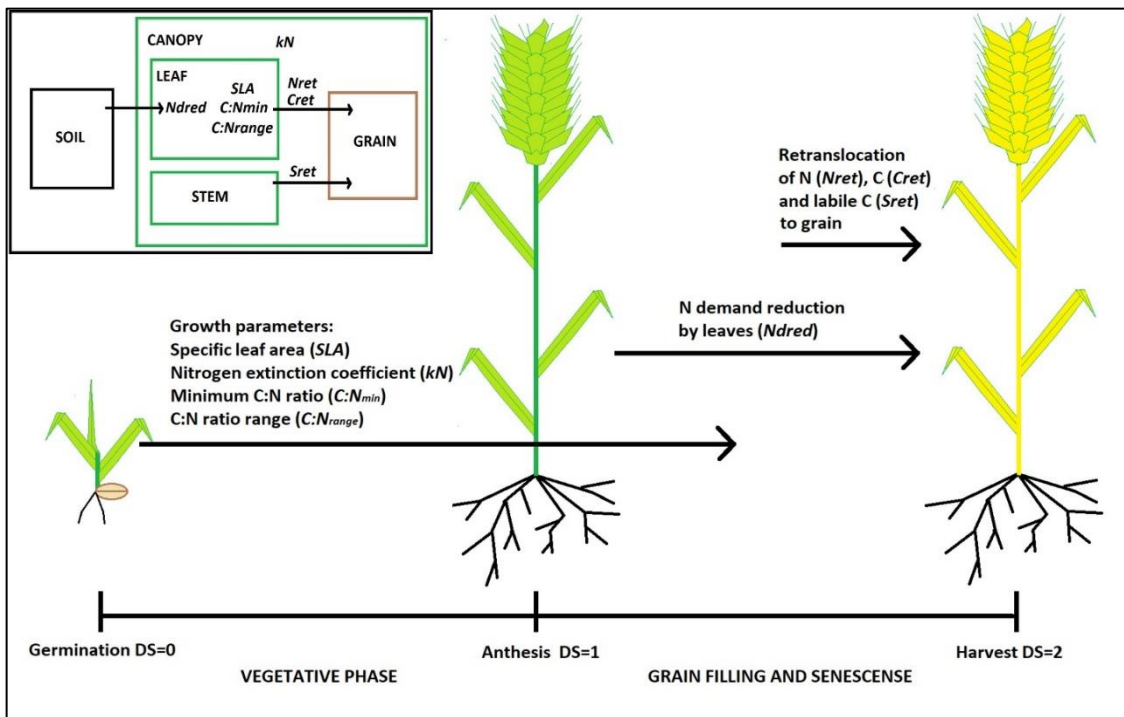 CANOPY
kN
LEAF
SLA
Ndred
C:Nmin
C:Nrange
Nret
Cret
SOIL
GRAIN
STEM
Sret
Retranslocation
of N (Nret), C (Cret)
and labile C (Sret)
to grain
N demand reduction
by leaves (Ndred)
Growth parameters:
Specific leaf area (SLA)
Nitrogen extinction coefficient (kN)
Minimum C:N ratio (C:Nmin)
C:N ratio range (C:Nrange)
Germination DS=0
Anthesis DS=1
Harvest DS=2
VEGETATIVE PHASE
GRAIN FILLING AND SENESCENSE